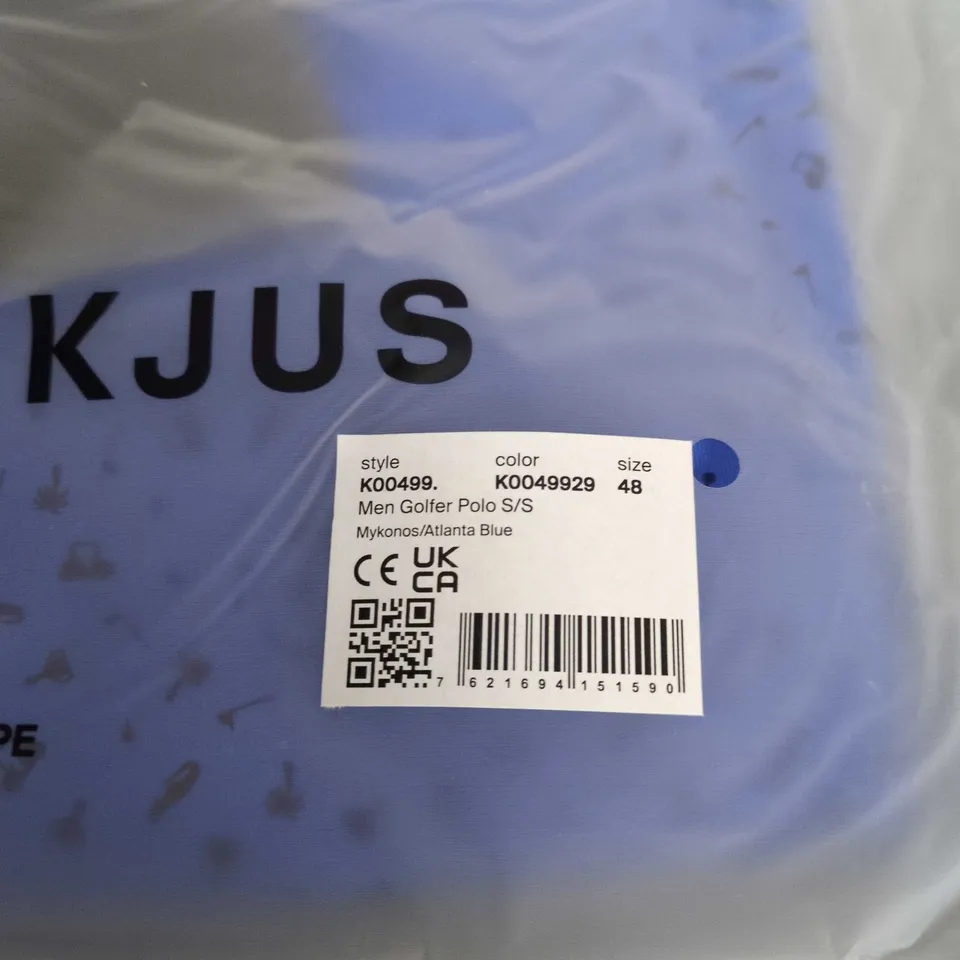 KJUS
style color size
K00499. K0049929 48
Men Golfer Polo S/S
Mykonos/Atlanta Blue
CE UK
CA
7 621694 151590
PE